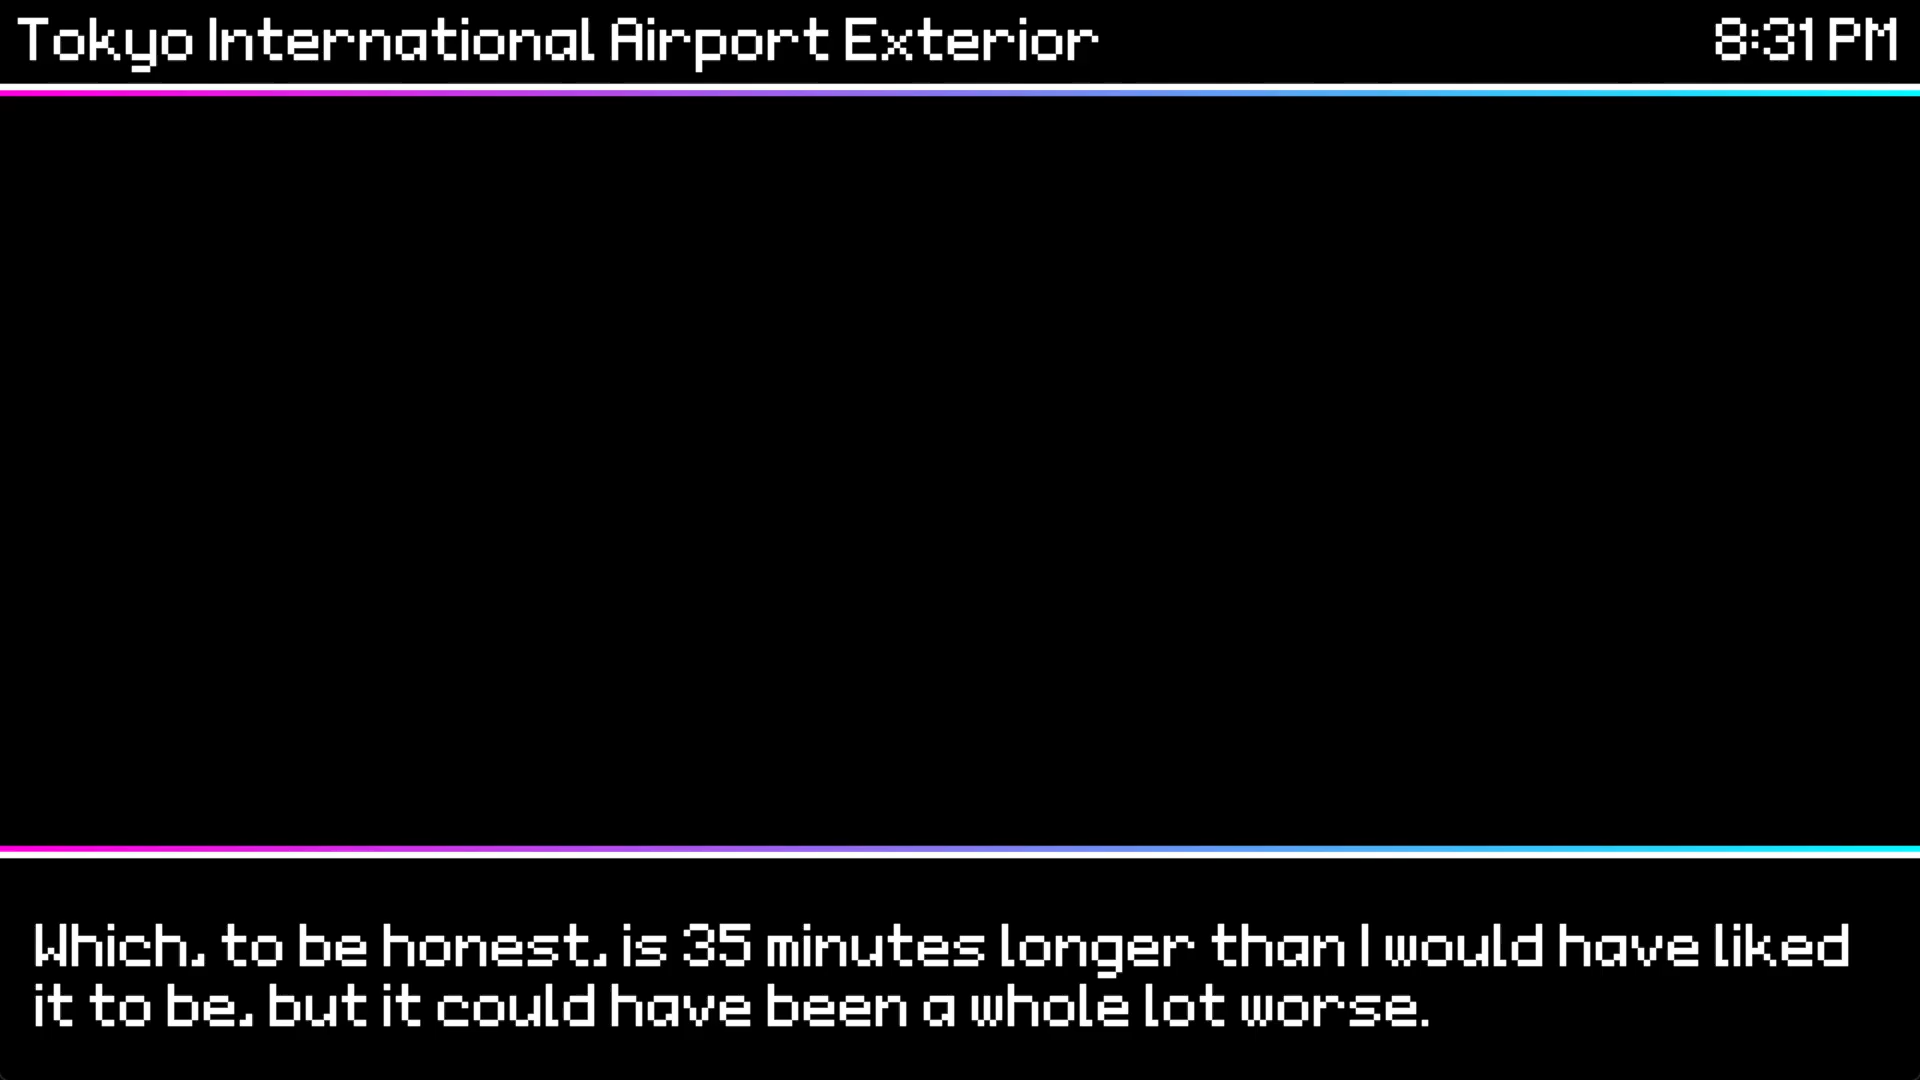 Tokyo International Airport Exterior
8:31 PM
Which, to be honest, is 35 minutes longer than I would have liked
it to be, but it could have been a whole lot worse.